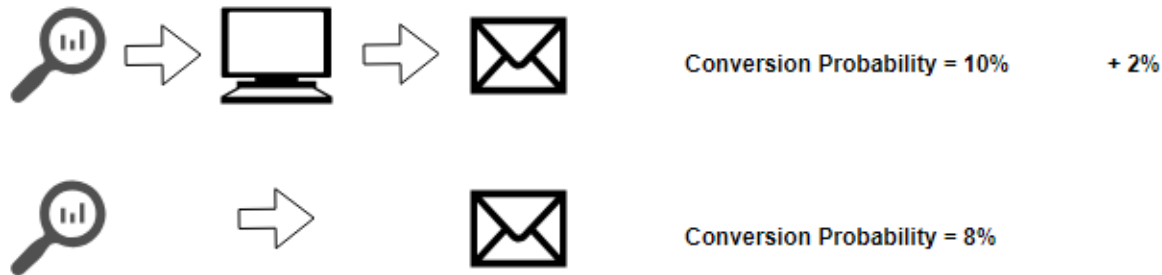 Conversion Probability = 10% + 2%
Conversion Probability = 8%